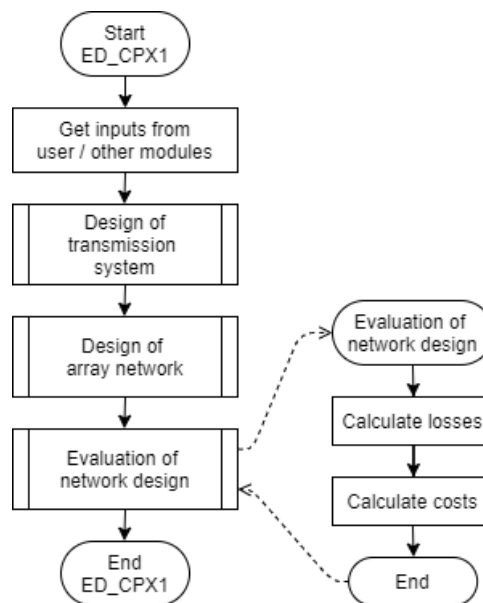 Start
ED_CPX1
Get inputs from
user / other modules
Design of
transmission
system
Design of
array network
Evaluation of
network design
End
ED_CPX1
Evaluation of
network design
Calculate losses
Calculate costs
End